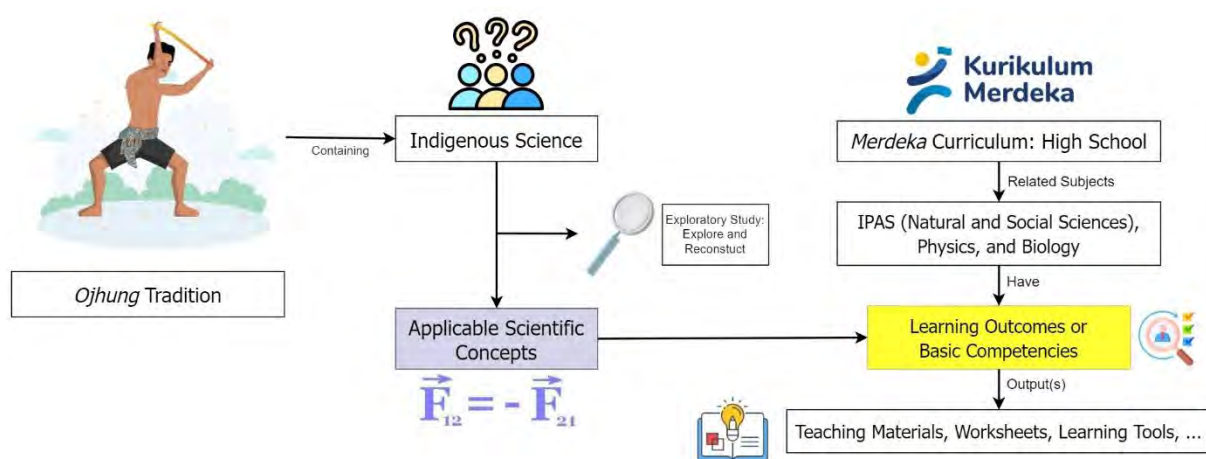 Ojhung Tradition
Containing
Indigenous Science
Exploratory Study:
Explore and
Reconstuct
Applicable Scientific
Concepts
F₁₂ = - F₂₁
Kurikulum
Merdeka
Merdeka Curriculum: High School
Related Subjects
IPAS (Natural and Social Sciences),
Physics, and Biology
Have
Learning Outcomes or
Basic Competencies
Output(s)
Teaching Materials, Worksheets, Learning Tools, ...